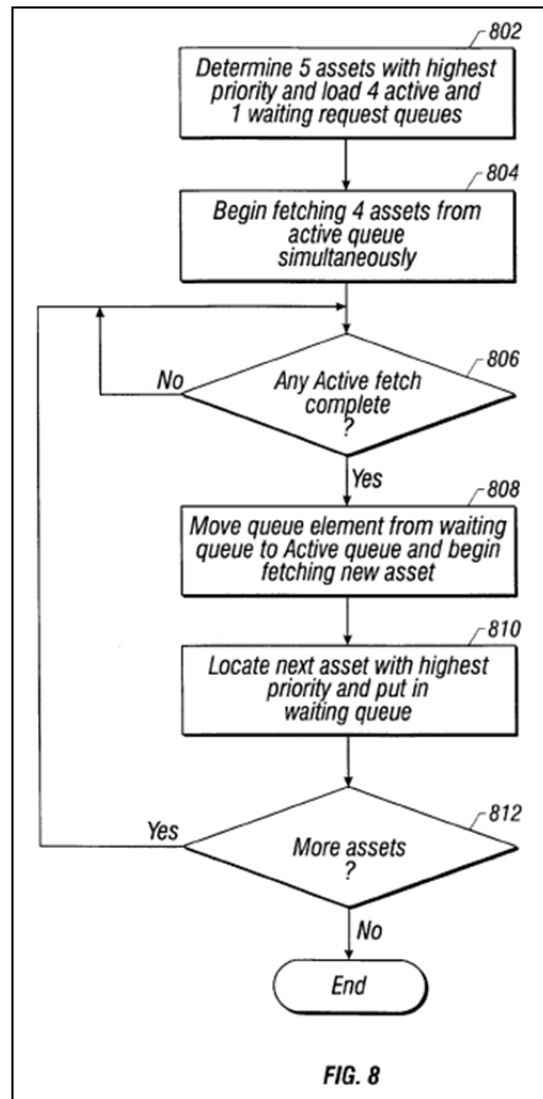 802
Determine 5 assets with highest
priority and load 4 active and
1 waiting request queues
804
Begin fetching 4 assets from
active queue
simultaneously
806
No
Any Active fetch
complete
?
Yes
808
Move queue element from waiting
queue to Active queue and begin
fetching new asset
810
Locate next asset with highest
priority and put in
waiting queue
812
Yes
More assets
?
No
End
FIG. 8